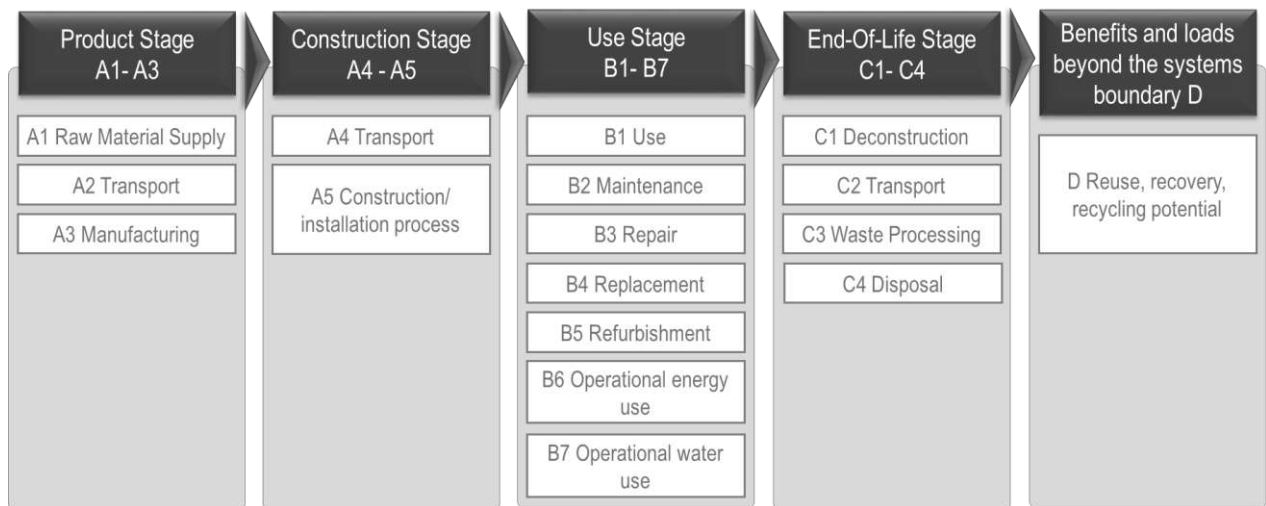 Product Stage
A1- A3
A1 Raw Material Supply
A2 Transport
A3 Manufacturing
Construction Stage
A4 - A5
A4 Transport
A5 Construction/
installation process
Use Stage
B1- B7
B1 Use
B2 Maintenance
B3 Repair
B4 Replacement
B5 Refurbishment
B6 Operational energy
use
B7 Operational water
use
End-Of-Life Stage
C1- C4
C1 Deconstruction
C2 Transport
C3 Waste Processing
C4 Disposal
Benefits and loads
beyond the systems
boundary D
D Reuse, recovery,
recycling potential